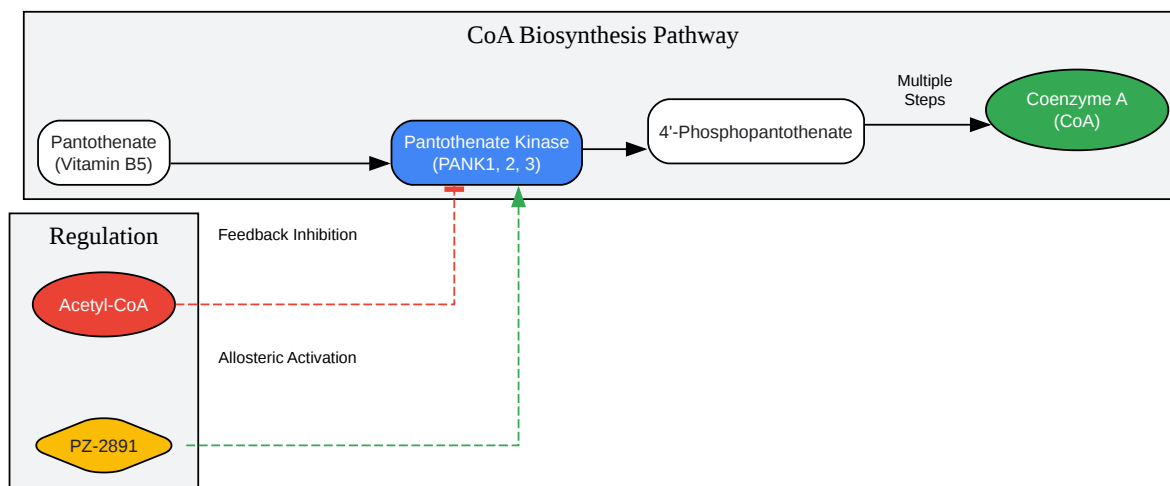 CoA Biosynthesis Pathway
Pantothenate
(Vitamin B5)
Pantothenate Kinase
(PANK1, 2, 3)
4'-Phosphopantothenate
Multiple
Steps
Coenzyme A
(CoA)
Regulation
Feedback Inhibition
Acetyl-CoA
Allosteric Activation
PZ-2891